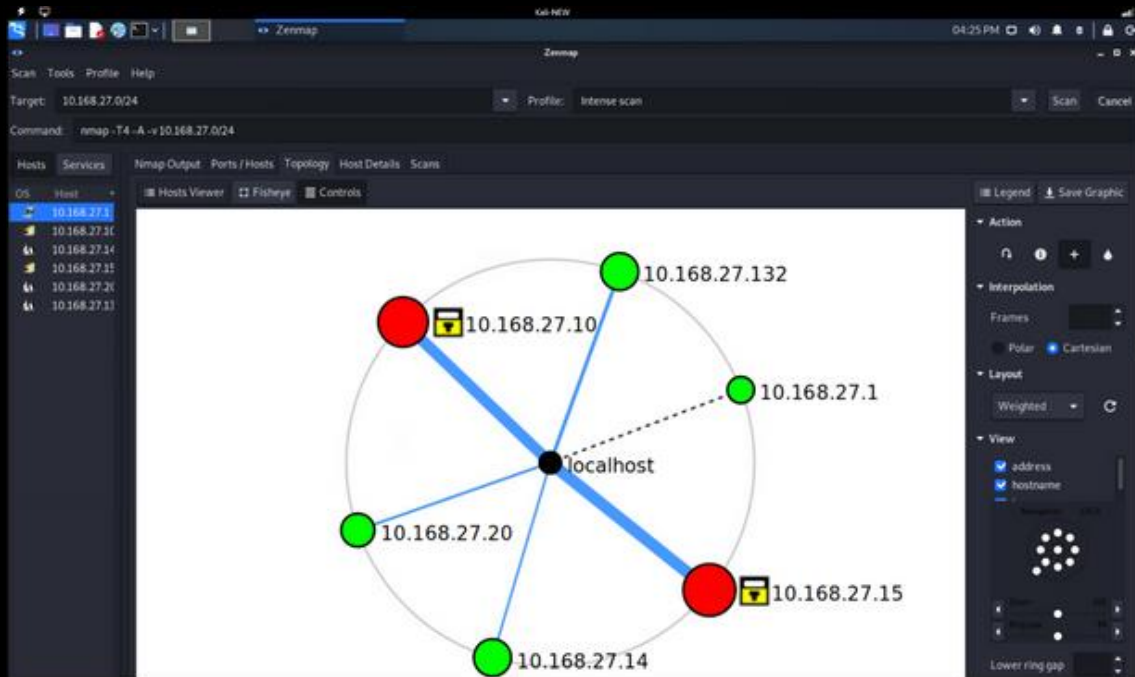 Kali-NEW
Zenmap
04:25 PM
Zenmap
Scan Tools Profile Help
Target: 10.168.27.0/24
Profile: Intense scan
Scan Cancel
Command: nmap -T4 -A -v 10.168.27.0/24
Hosts Services
Nmap Output Ports / Hosts Topology Host Details Scans
OS Host
Hosts Viewer Fisheye Controls
Legend Save Graphic
10.168.27.1
10.168.27.10
10.168.27.14
10.168.27.15
10.168.27.20
10.168.27.13
10.168.27.132
10.168.27.10
10.168.27.1
localhost
10.168.27.20
10.168.27.15
10.168.27.14
Action
Interpolation
Frames
Polar Cartesian
Layout
Weighted
View
address
hostname
Lower ring gap